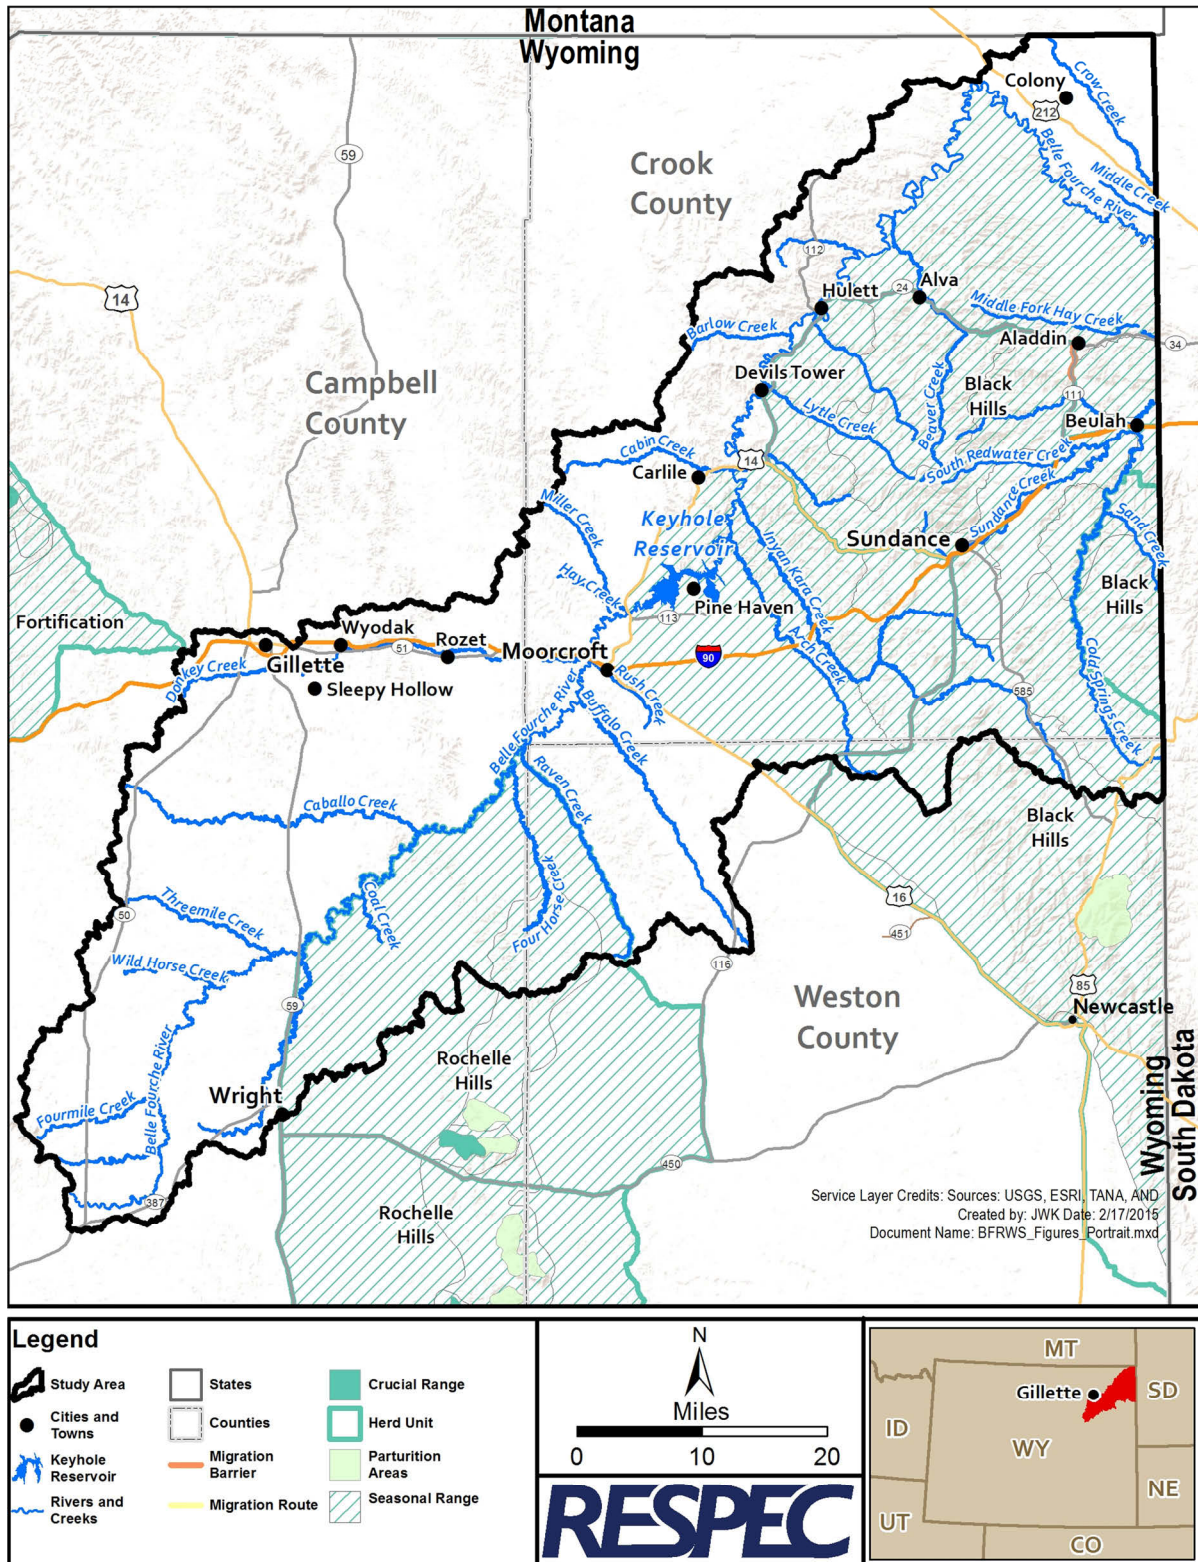 Montana
Wyoming
Colony
Crow Creek
212
59
Belle Fourche River
Middle Creek
Crook
County
112
14
Hulett
24
Alva
Middle Fork Hay Creek
Barlow Creek
Aladdin
34
Devils Tower
Campbell
County
Black
Hills
111
Lytle Creek
Beaver Creek
Beulah
Cabin Creek
14
South Redwater Creek
Carlile
Miller Creek
Sundance Creek
Keyhole
Reservoir
Sand Creek
Sundance
Inyan Kara Creek
Hay Creek
Black
Hills
Pine Haven
113
Fortification
Wyodak
Rozet
51
Moorcroft
Gillette
90
Arch Creek
Cold Springs Creek
Donkey Creek
Sleepy Hollow
Rush Creek
585
Buffalo Creek
Belle Fourche River
Raven Creek
Caballo Creek
Black
Hills
Four Horse Creek
Coal Creek
16
50
Threemile Creek
451
Wild Horse Creek
116
85
59
Weston
County
Newcastle
Belle Fourche River
Rochelle
Hills
Wright
Fourmile Creek
Wyoming
South Dakota
450
387
Rochelle
Hills
Service Layer Credits: Sources: USGS, ESRI, TANA, AND
Created by: JWK Date: 2/17/2015
Document Name: BFRWS_Figures_Portrait.mxd
Legend
Study Area
Cities and
Towns
Keyhole
Reservoir
Rivers and
Creeks
States
Counties
Migration
Barrier
Migration Route
Crucial Range
Herd Unit
Parturition
Areas
Seasonal Range
N
Miles
0 10 20
RESPEC
MT
Gillette
SD
ID
WY
NE
UT
CO